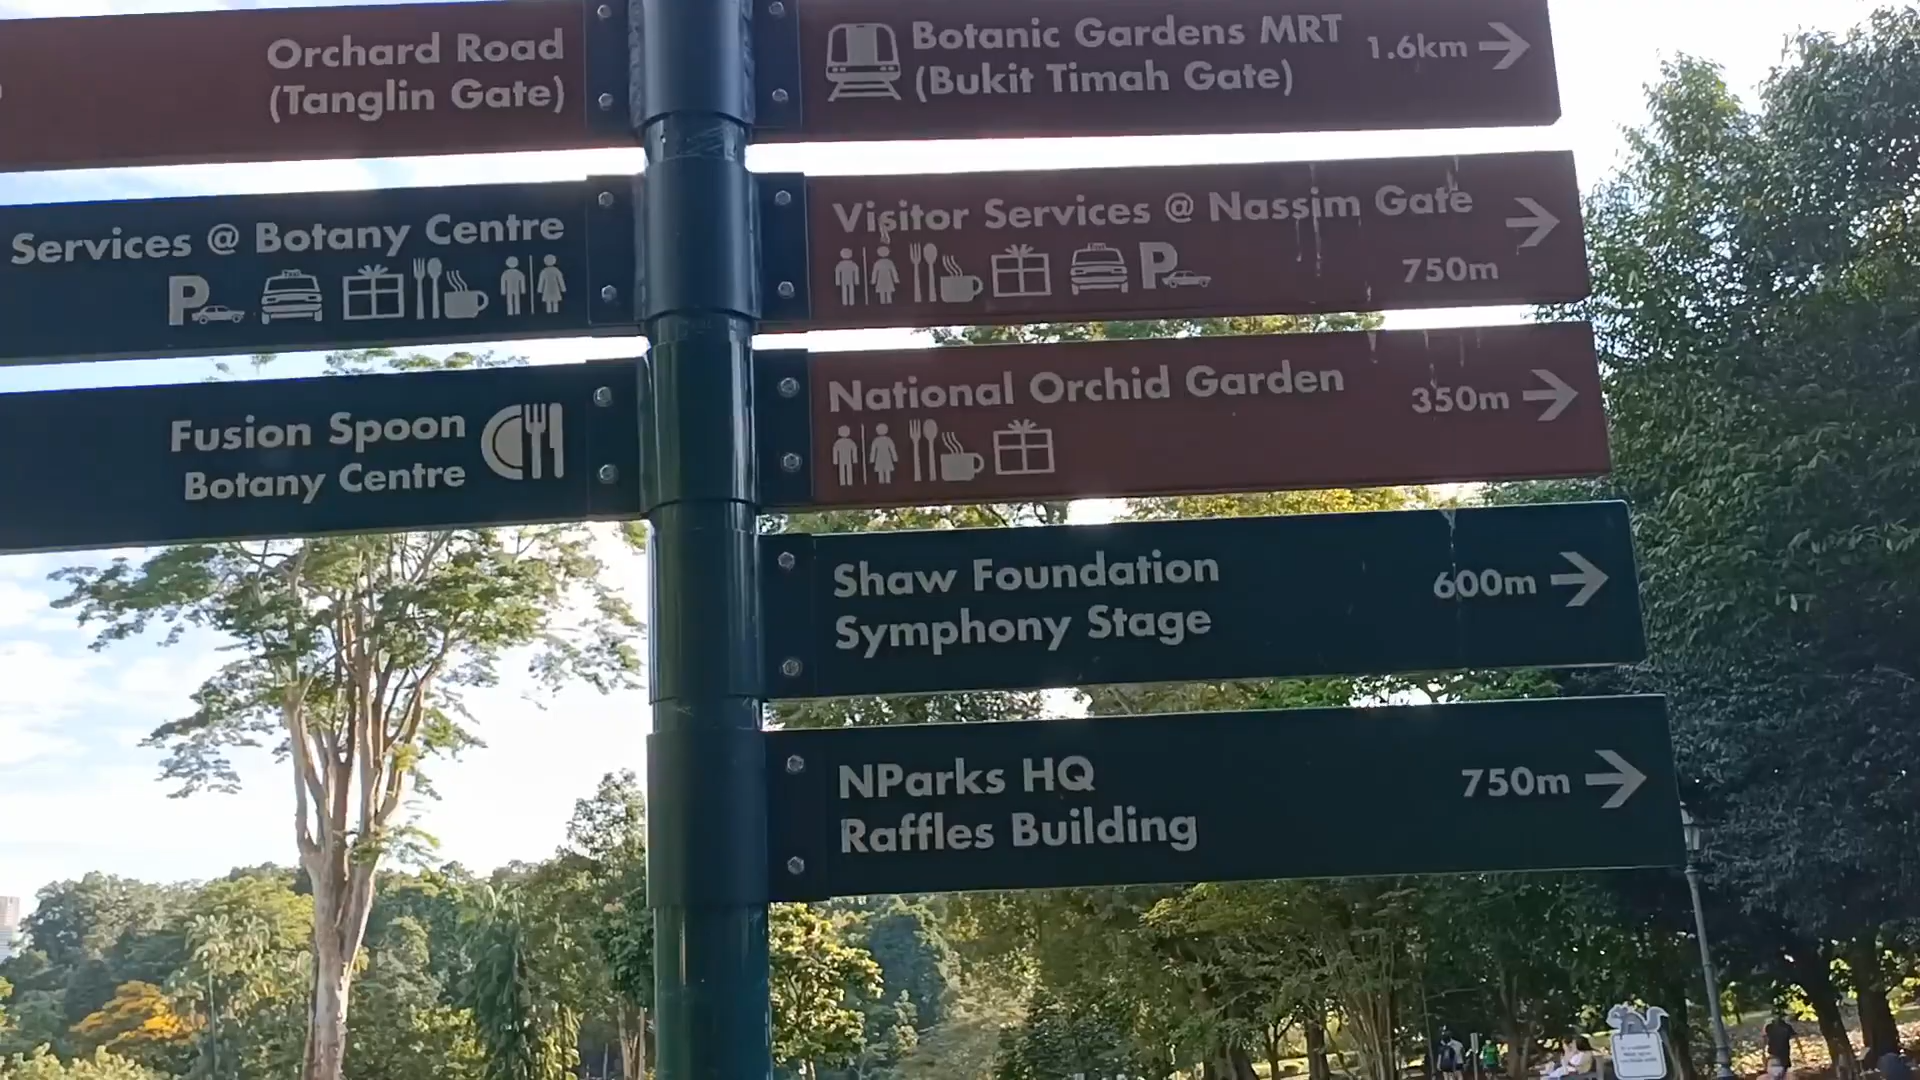 Orchard Road
(Tanglin Gate)
Services @ Botany Centre
P
Fusion Spoon
Botany Centre
Botanic Gardens MRT
(Bukit Timah Gate)
1.6km
Visitor Services @ Nassim Gate
P
750m
National Orchid Garden
350m
Shaw Foundation
Symphony Stage
600m
NParks HQ
Raffles Building
750m